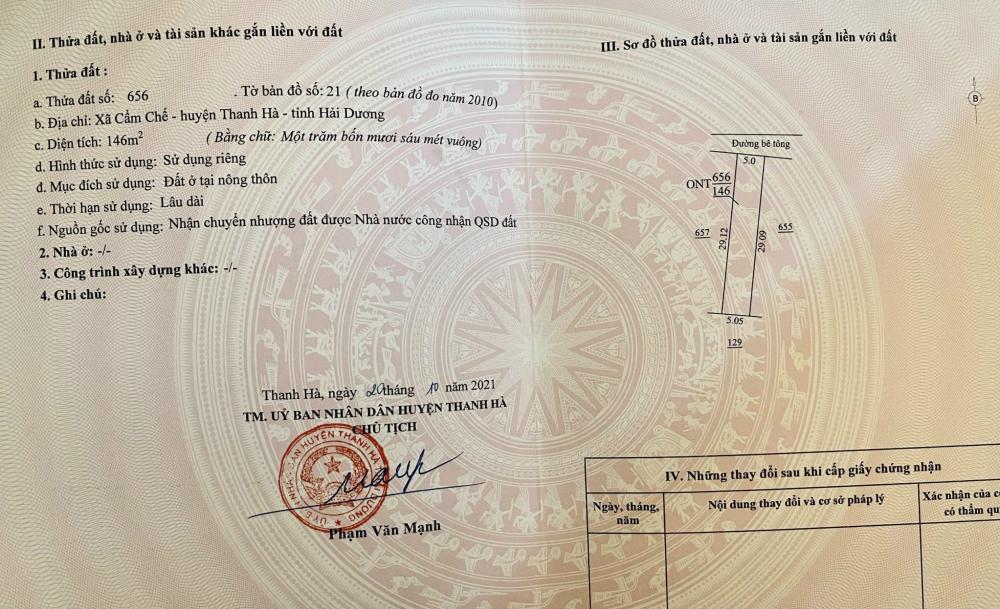 II. Thửa đất, nhà ở và tài sản khác gắn liền với đất
1. Thửa đất :
a. Thửa đất số: 656 . Tờ bản đồ số: 21 ( theo bản đồ đo năm 2010)
b. Địa chỉ: Xã Cẩm Chế - huyện Thanh Hà - tỉnh Hải Dương
c. Diện tích: 146m² ( Bằng chữ: Một trăm bốn mươi sáu mét vuông)
d. Hình thức sử dụng: Sử dụng riêng
đ. Mục đích sử dụng: Đất ở tại nông thôn
e. Thời hạn sử dụng: Lâu dài
f. Nguồn gốc sử dụng: Nhận chuyển nhượng đất được Nhà nước công nhận QSD đất
2. Nhà ở: -/-
3. Công trình xây dựng khác: -/-
4. Ghi chú:
Thanh Hà, ngày 20 tháng 10 năm 2021
TM. UỶ BAN NHÂN DÂN HUYỆN THANH HÀ
CHỦ TỊCH
Phạm Văn Mạnh
III. Sơ đồ thửa đất, nhà ở và tài sản gắn liền với đất
B
Đường bê tông
5.0
ONT 656
146
657
29.12
29.09
655
5.05
129
IV. Những thay đổi sau khi cấp giấy chứng nhận
Ngày, tháng,
năm
Nội dung thay đổi và cơ sở pháp lý
Xác nhận của c
có thẩm qu